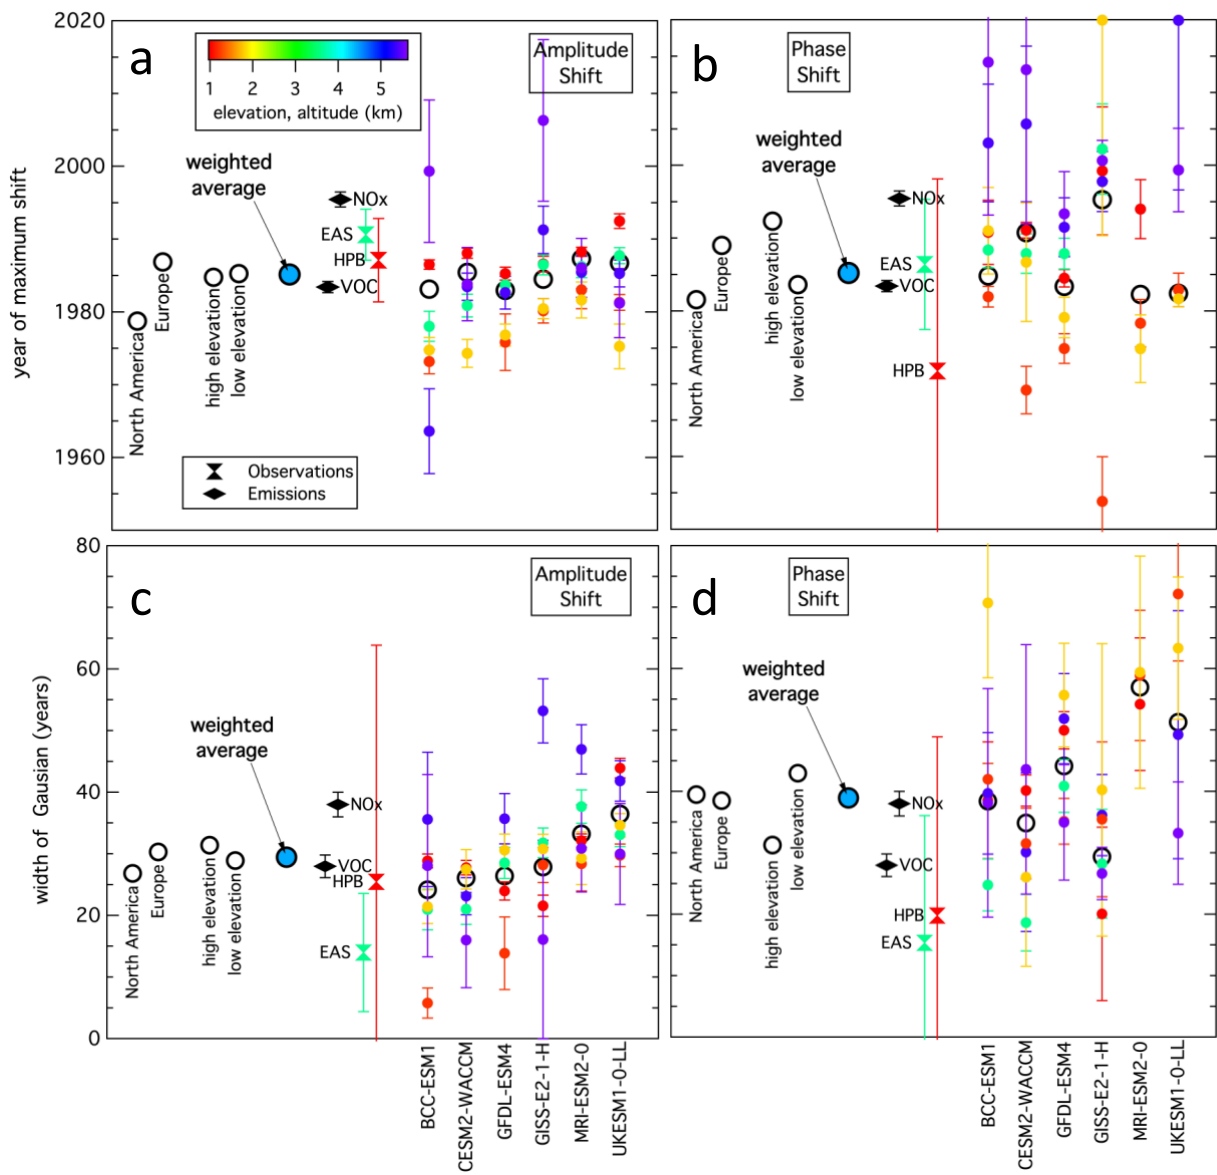 2020
2000
1980
1960
year of maximum shift
a
1 2 3 4 5
elevation, altitude (km)
Amplitude
Shift
weighted
average
NOx
EAS
HPB
VOC
North America
Europe
high elevation
low elevation
Observations
Emissions
b
Phase
Shift
weighted
average
NOx
EAS
VOC
HPB
North America
Europe
high elevation
low elevation
80
60
40
20
0
width of Gausian (years)
c
Amplitude
Shift
weighted
average
NOx
VOC
HPB
EAS
North America
Europe
high elevation
low elevation
BCC-ESM1
CESM2-WACCM
GFDL-ESM4
GISS-E2-1-H
MRI-ESM2-0
UKESM1-0-LL
d
Phase
Shift
weighted
average
NOx
VOC
HPB
EAS
North America
Europe
high elevation
low elevation
BCC-ESM1
CESM2-WACCM
GFDL-ESM4
GISS-E2-1-H
MRI-ESM2-0
UKESM1-0-LL